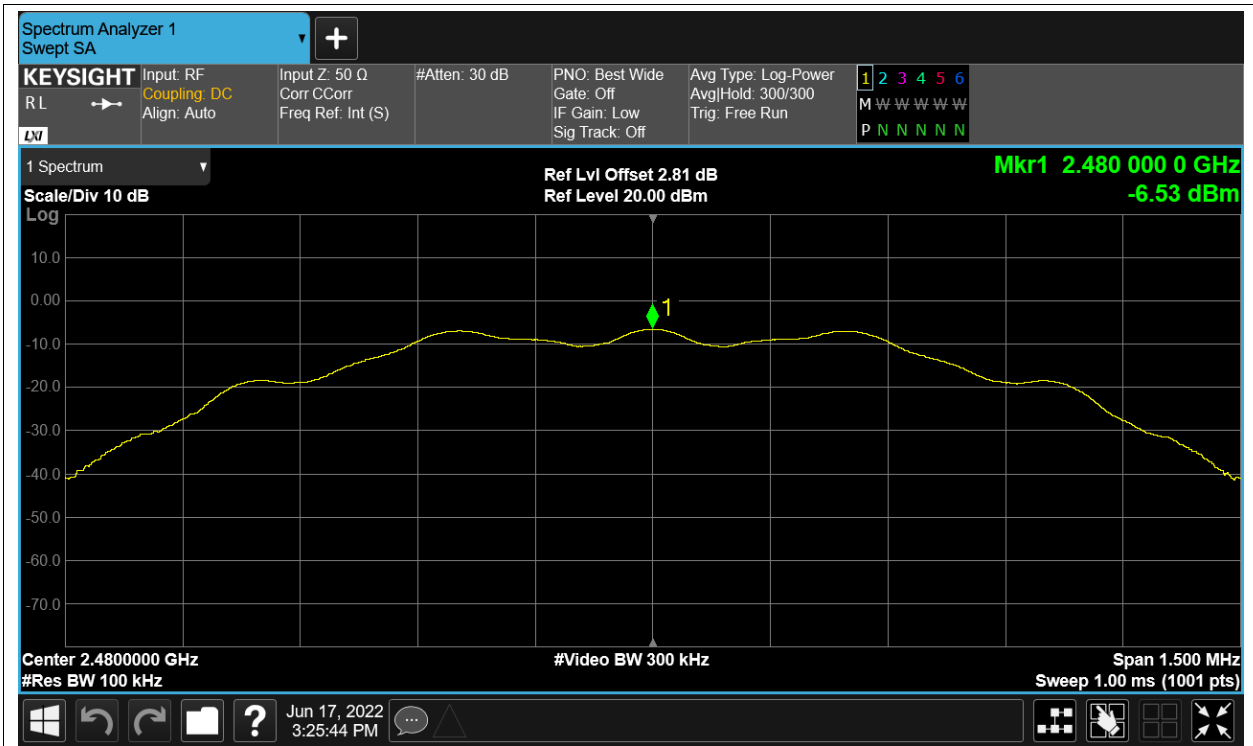 Spectrum Analyzer 1
Swept SA
KEYSIGHT
R L
LXI
Input: RF
Coupling: DC
Align: Auto
Input Z: 50 Ω
Corr CCorr
Freq Ref: Int (S)
#Atten: 30 dB
PNO: Best Wide
Gate: Off
IF Gain: Low
Sig Track: Off
Avg Type: Log-Power
Avg|Hold: 300/300
Trig: Free Run
1 2 3 4 5 6
M W W W W W W
P N N N N N N
1 Spectrum
Scale/Div 10 dB
Log
Ref Lvl Offset 2.81 dB
Ref Level 20.00 dBm
Mkr1 2.480 000 0 GHz
-6.53 dBm
10.0
0.00
-10.0
-20.0
-30.0
-40.0
-50.0
-60.0
-70.0
1
Center 2.4800000 GHz
#Res BW 100 kHz
#Video BW 300 kHz
Span 1.500 MHz
Sweep 1.00 ms (1001 pts)
?
Jun 17, 2022
3:25:44 PM